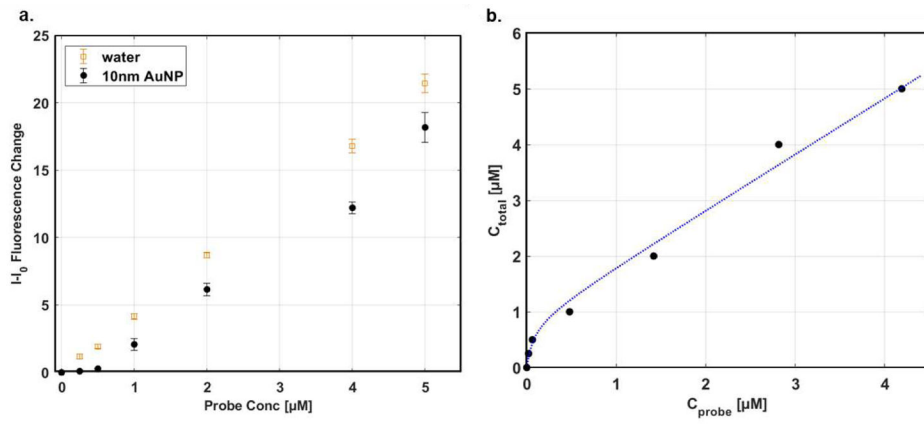 a.
25
20
15
10
5
0
I-I0 Fluorescence Change
water
10nm AuNP
0 1 2 3 4 5
Probe Conc [µM]
b.
6
5
4
3
2
1
0
Ctotal [µM]
0 1 2 3 4
Cprobe [µM]